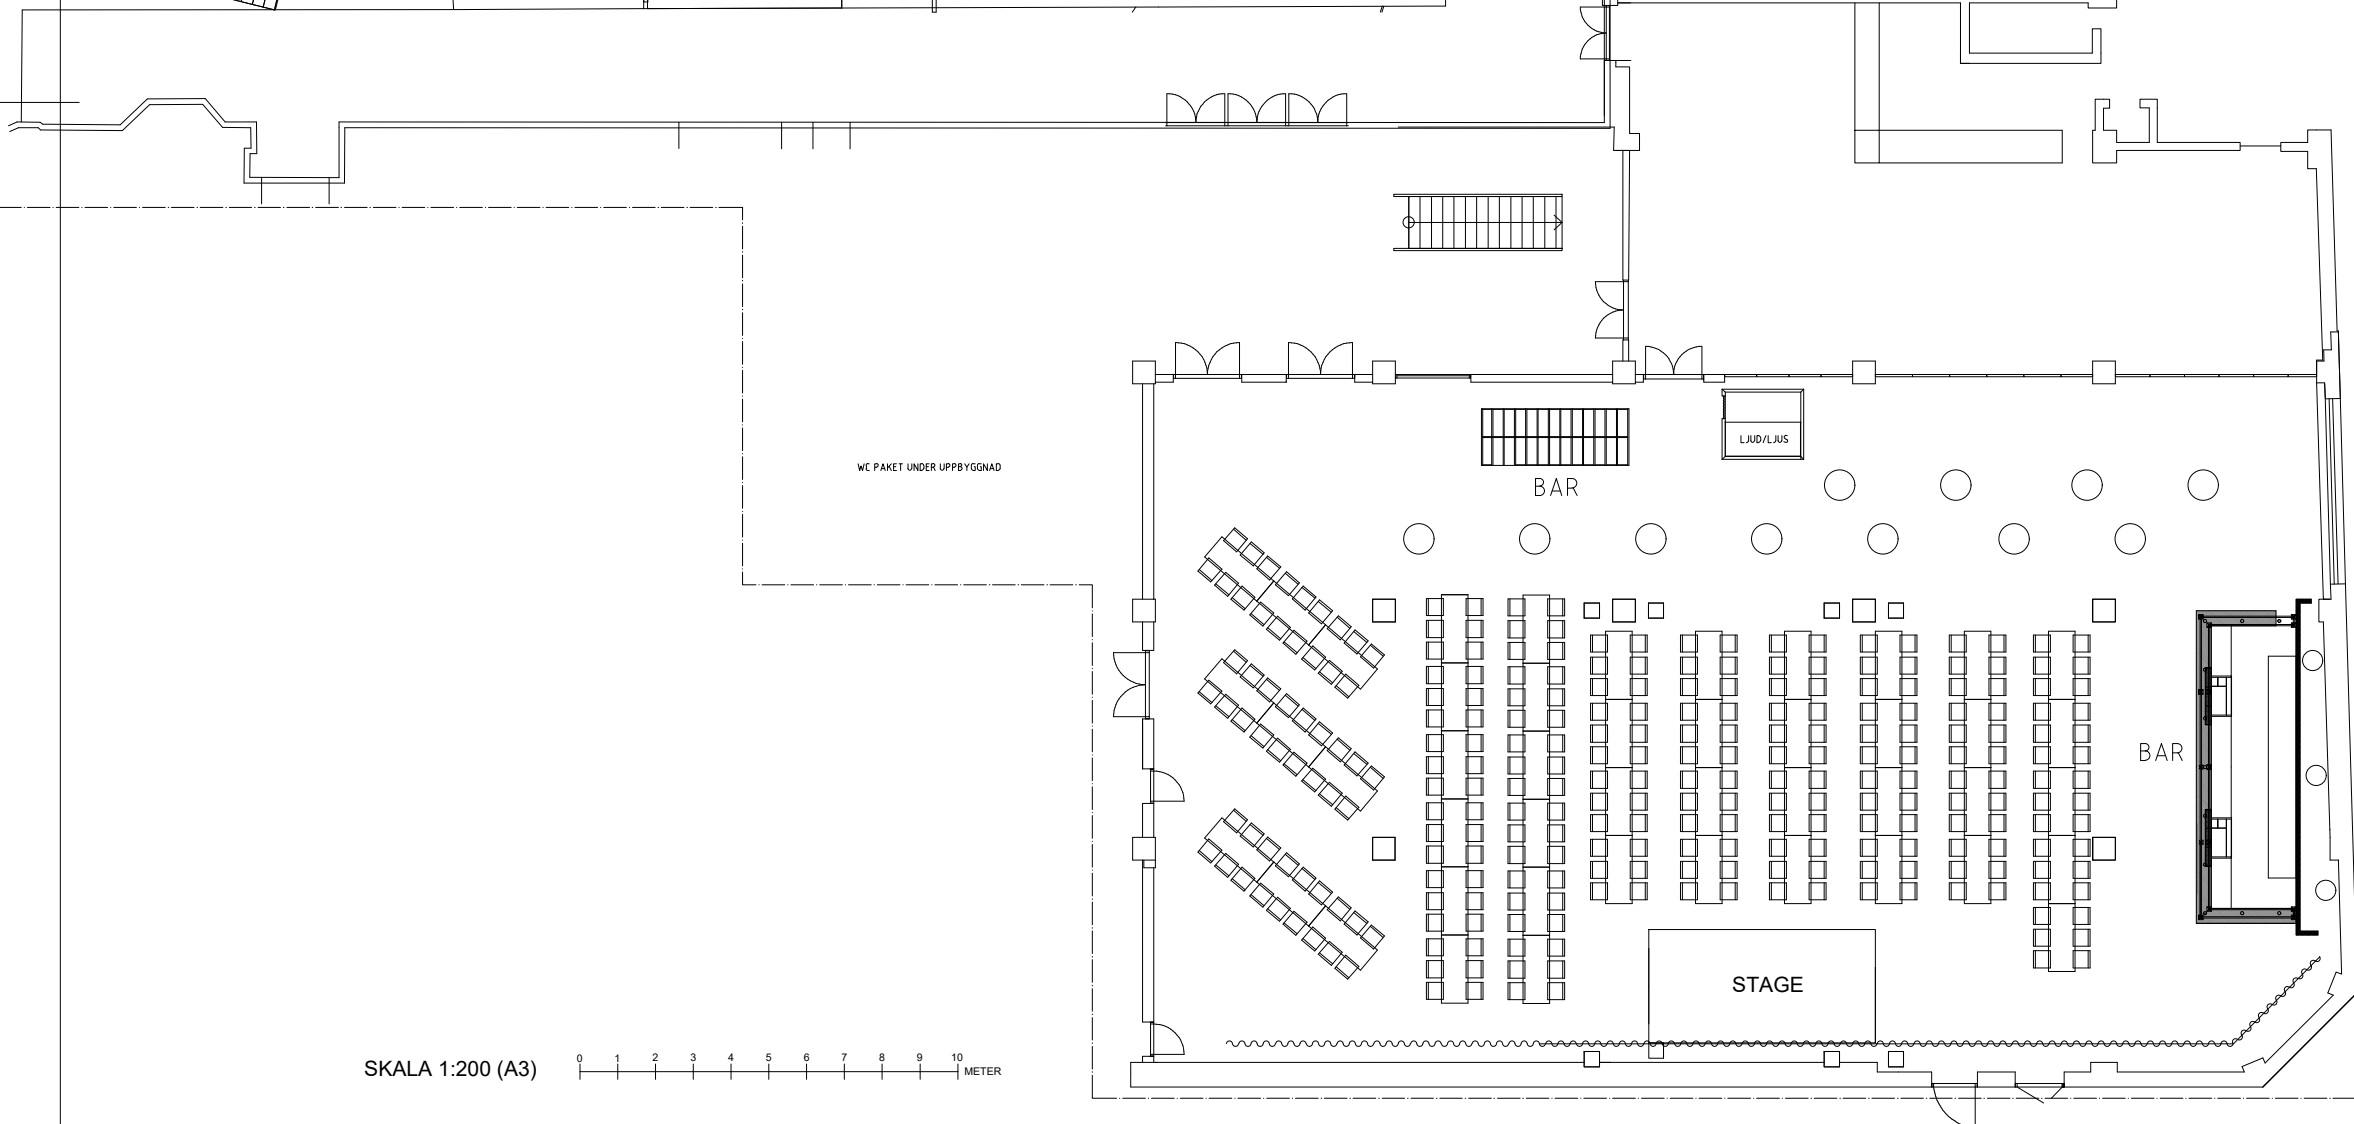 LJUD/LJUS
WC PAKET UNDER UPPBYGGNAD
BAR
BAR
STAGE
SKALA 1:200 (A3)
0 1 2 3 4 5 6 7 8 9 10
METER